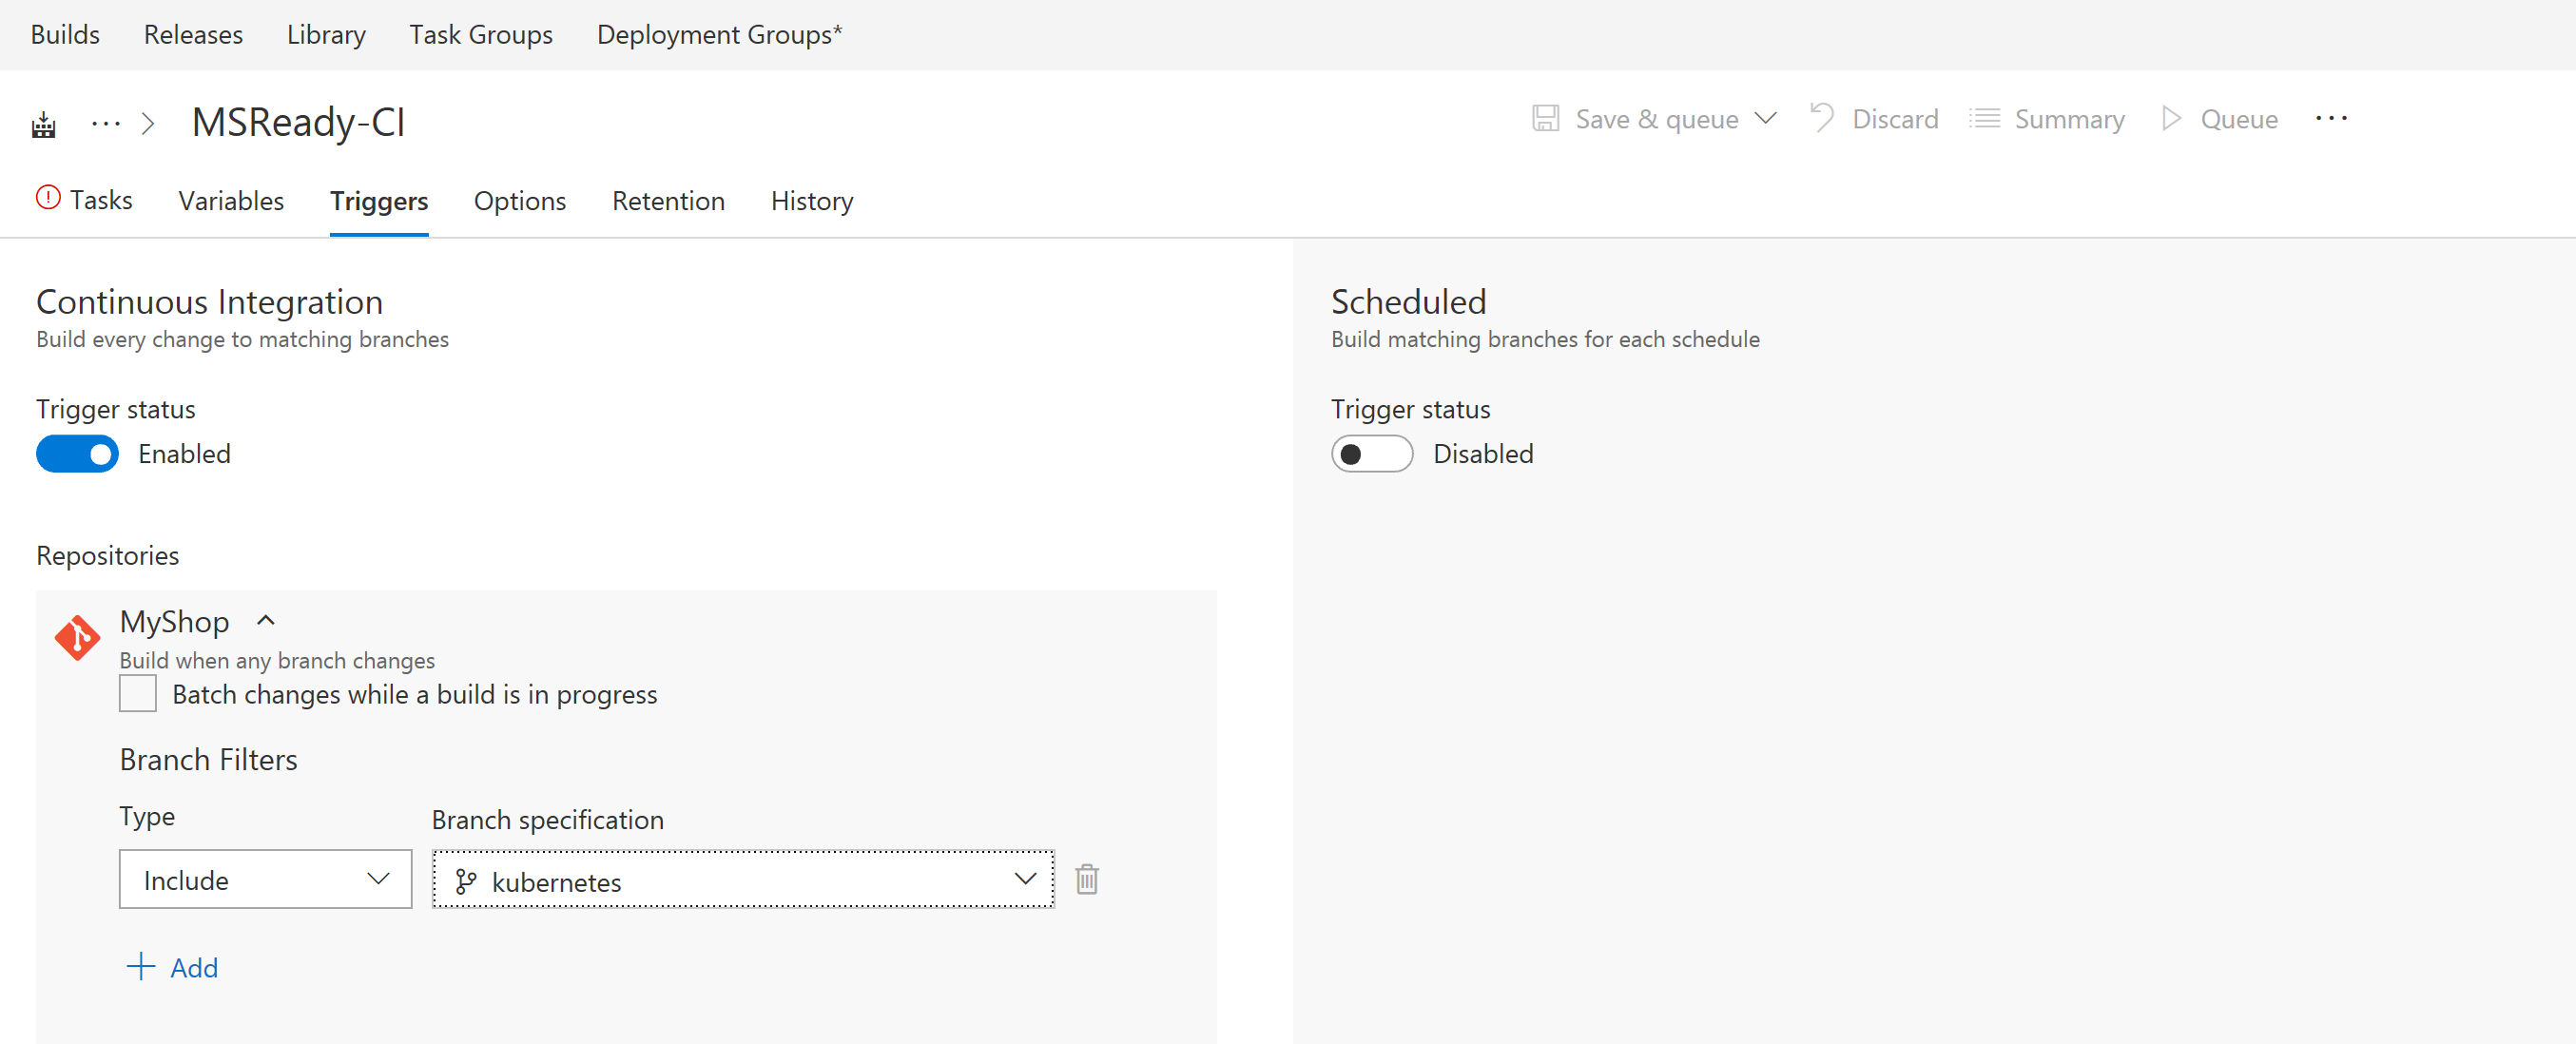 Builds Releases Library Task Groups Deployment Groups*
··· MSReady-CI
Save & queue Discard Summary Queue ···
Tasks Variables Triggers Options Retention History
Continuous Integration
Build every change to matching branches
Trigger status
Enabled
Repositories
MyShop
Build when any branch changes
Batch changes while a build is in progress
Branch Filters
Type Branch specification
Include kubernetes
Add
Scheduled
Build matching branches for each schedule
Trigger status
Disabled